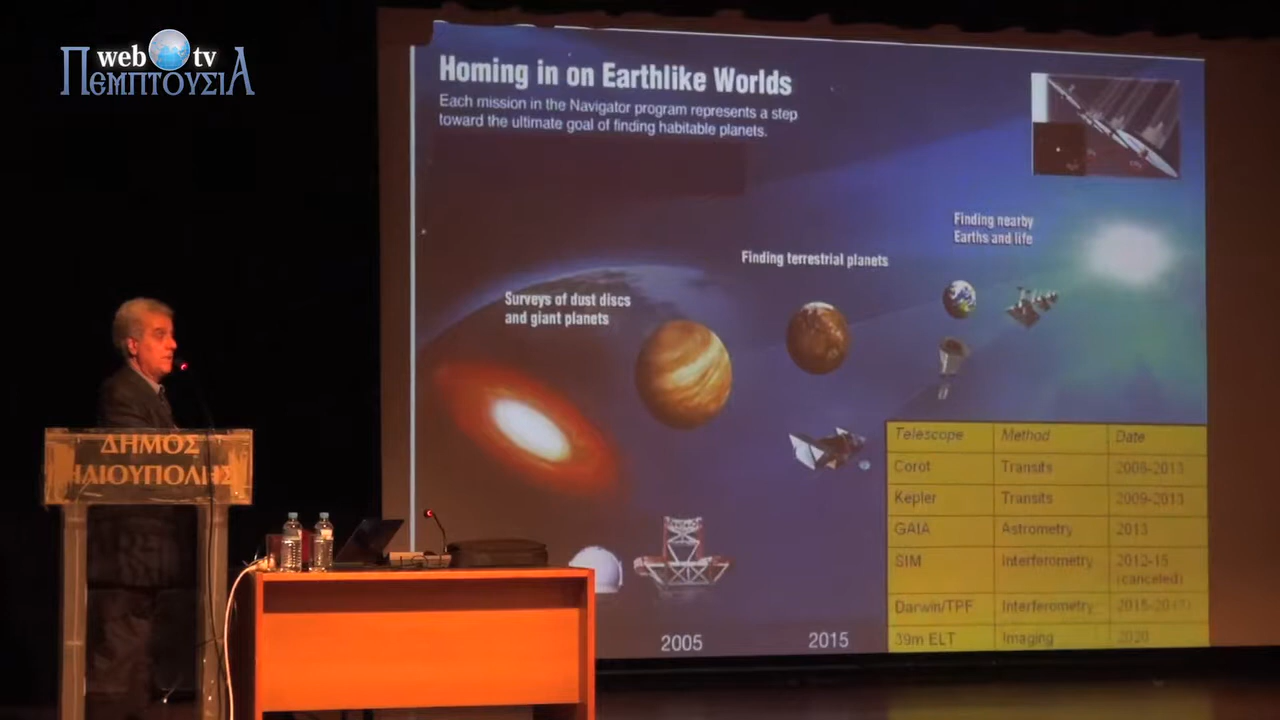 web tv
ΠΕΜΠΤΟΥΣΙΑ
Homing in on Earthlike Worlds
Each mission in the Navigator program represents a step
toward the ultimate goal of finding habitable planets.
Finding nearby
Earths and life
Finding terrestrial planets
Surveys of dust discs
and giant planets
ΔΗΜΟΣ
ΗΛΙΟΥΠΟΛΗΣ
Telescope Method Date
Corot Transits 2008-2013
Kepler Transits 2009-2013
GAIA Astrometry 2013
SIM Interferometry 2012-15
(canceled)
Darwin/TPF Interferometry
39m ELT Imaging 2020
2005 2015